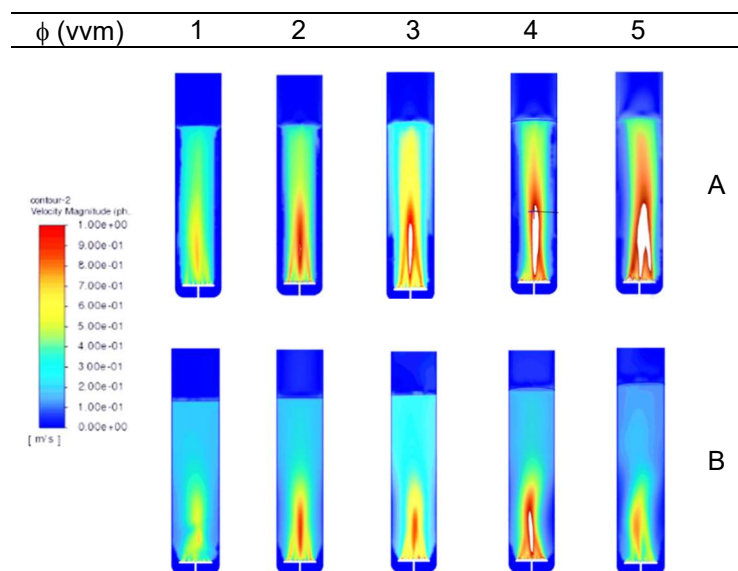 ϕ (vvm) 1 2 3 4 5
A
contour-2
Velocity Magnitude (ph.
1.00e+00
9.00e-01
8.00e-01
7.00e-01
6.00e-01
5.00e-01
4.00e-01
3.00e-01
2.00e-01
1.00e-01
0.00e+00
[ m/s ]
B